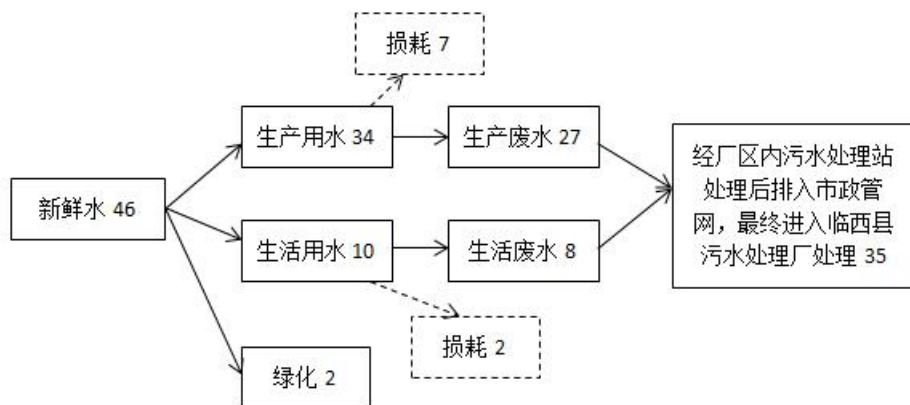 损耗 7
生产用水 34
生产废水 27
经厂区内污水处理站
处理后排入市政管
网，最终进入临西县
污水处理厂处理 35
新鲜水 46
生活用水 10
生活废水 8
损耗 2
绿化 2